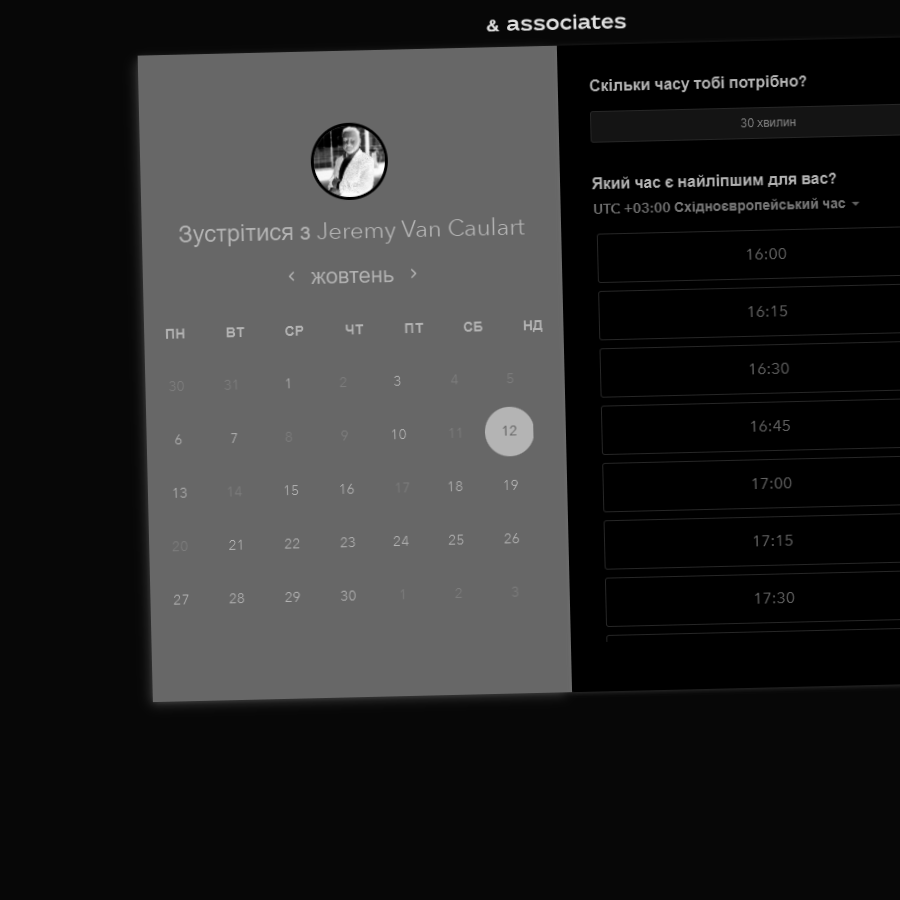 & associates
Зустрітися з Jeremy Van Caulart
жовтень
ПН ВТ СР ЧТ ПТ СБ НД
30 31 1 2 3 4 5
6 7 8 9 10 11 12
13 14 15 16 17 18 19
20 21 22 23 24 25 26
27 28 29 30 1 2 3
Скільки часу тобі потрібно?
30 хвилин
Який час є найліпшим для вас?
UTC +03:00 Східноєвропейський час
16:00
16:15
16:30
16:45
17:00
17:15
17:30